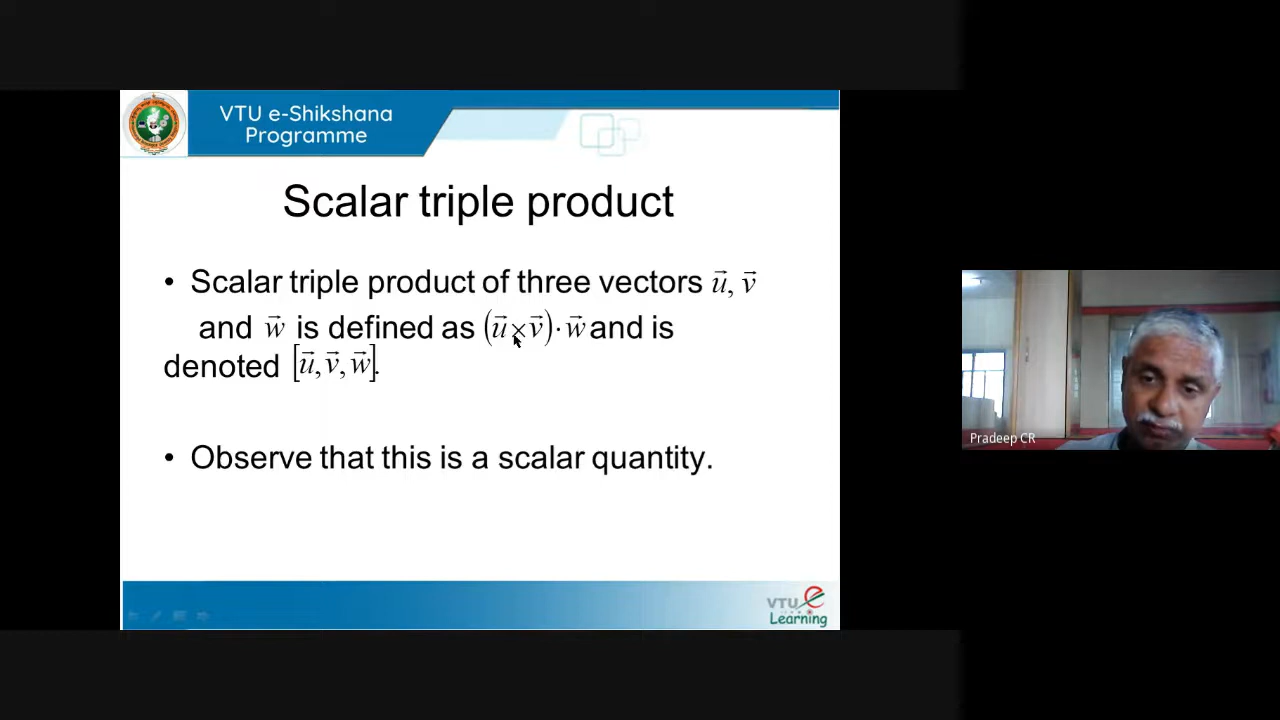 VTU e-Shikshana
Programme
Scalar triple product
• Scalar triple product of three vectors u⃗, v⃗
and w⃗ is defined as (u⃗×v⃗)·w⃗ and is
denoted [u⃗,v⃗,w⃗].
• Observe that this is a scalar quantity.
Pradeep CR
VTU e
Learning